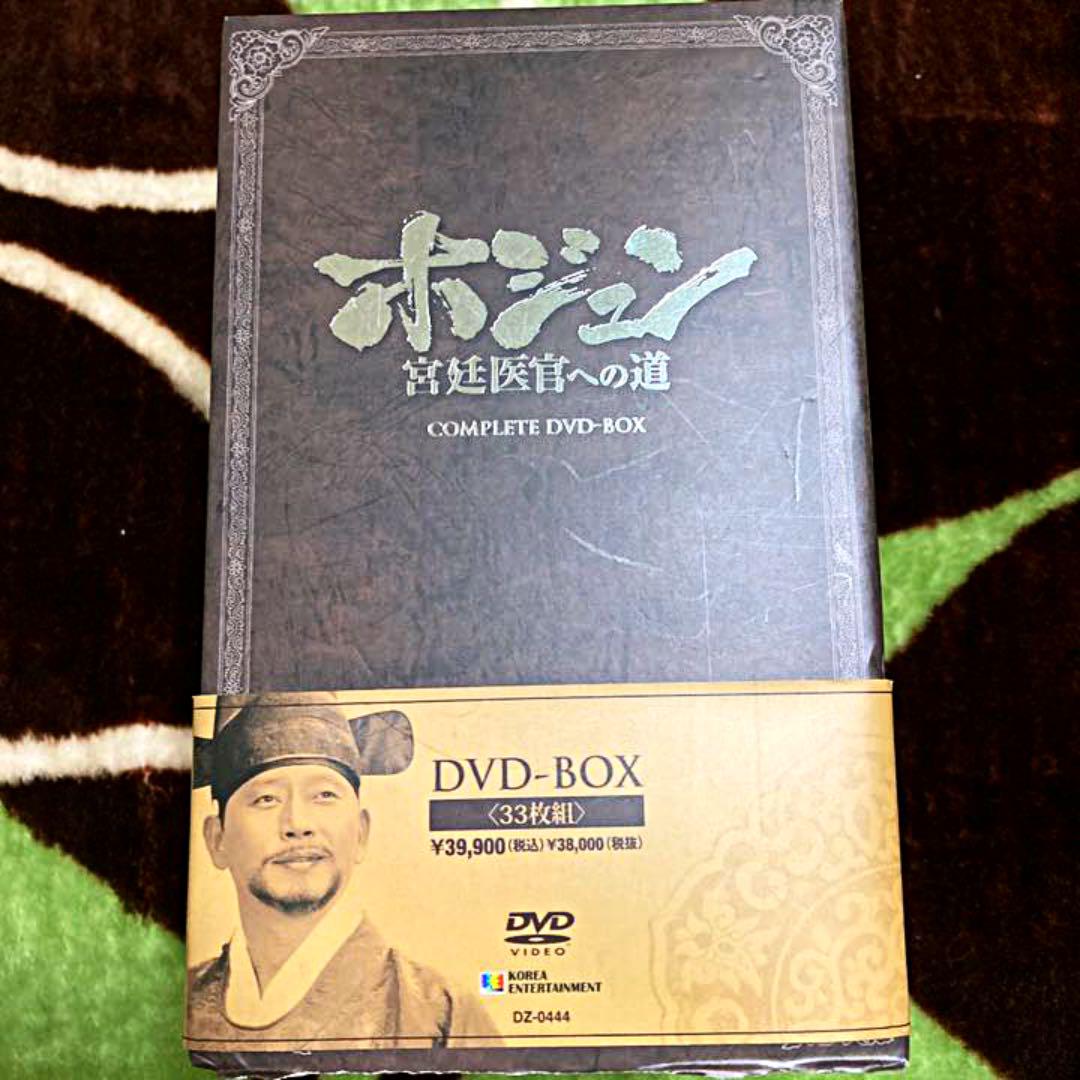 ホジュン
宮廷医官への道
COMPLETE DVD-BOX
DVD-BOX
〈33枚組〉
¥39,900(税込)¥38,000(税抜)
DVD
VIDEO
KOREA
ENTERTAINMENT
DZ-0444